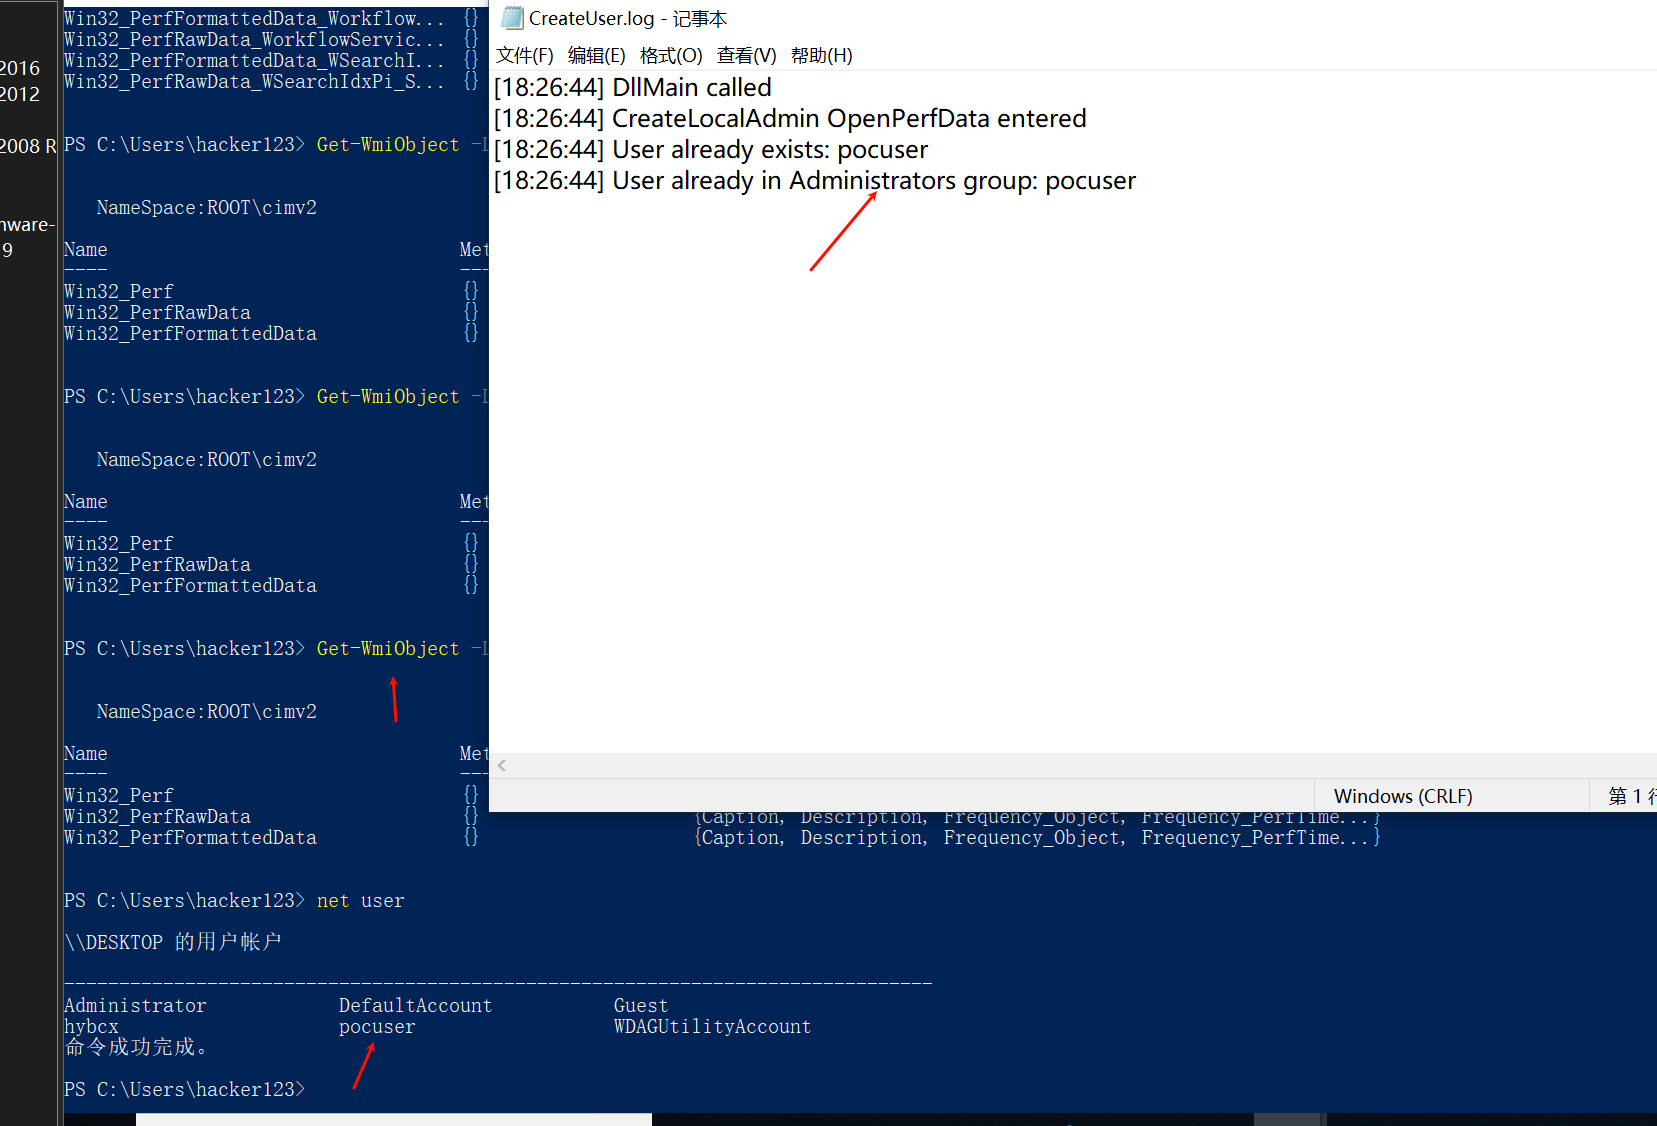 2016
2012
2008 R
nware-
9
Win32_PerfFormattedData_Workflow... {}
Win32_PerfRawData_WorkflowServic... {}
Win32_PerfFormattedData_WSearchI... {}
Win32_PerfRawData_WSearchIdxPi_S... {}
PS C:\Users\hacker123> Get-WmiObject -L
NameSpace:ROOT\cimv2
Name Met
---- ---
Win32_Perf {}
Win32_PerfRawData {}
Win32_PerfFormattedData {}
PS C:\Users\hacker123> Get-WmiObject -L
NameSpace:ROOT\cimv2
Name Met
---- ---
Win32_Perf {}
Win32_PerfRawData {}
Win32_PerfFormattedData {}
PS C:\Users\hacker123> Get-WmiObject -L
NameSpace:ROOT\cimv2
Name Met
---- ---
Win32_Perf {}
Win32_PerfRawData {} {Caption, Description, Frequency_Object, Frequency_PerfTime...}
Win32_PerfFormattedData {} {Caption, Description, Frequency_Object, Frequency_PerfTime...}
PS C:\Users\hacker123> net user
\\DESKTOP 的用户帐户
-------------------------------------------------------------------------------
Administrator DefaultAccount Guest
hybcx pocuser WDAGUtilityAccount
命令成功完成。
PS C:\Users\hacker123>
CreateUser.log - 记事本
文件(F) 编辑(E) 格式(O) 查看(V) 帮助(H)
[18:26:44] DllMain called
[18:26:44] CreateLocalAdmin OpenPerfData entered
[18:26:44] User already exists: pocuser
[18:26:44] User already in Administrators group: pocuser
Windows (CRLF) 第 1 行